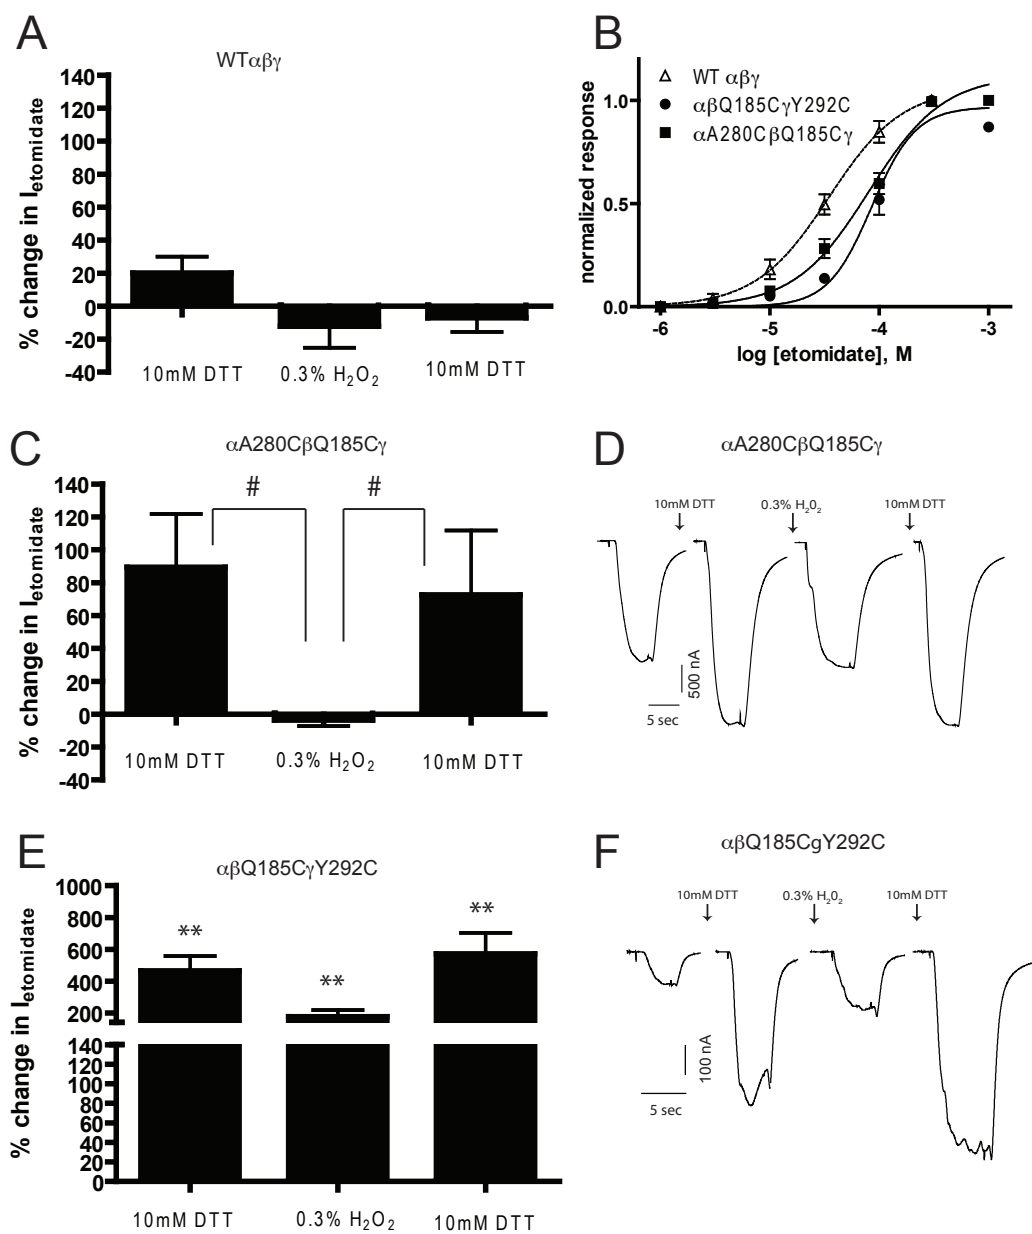 A
WTαβγ
% change in Ietomidate
140
120
100
80
60
40
20
0
-20
-40
10mM DTT
0.3% H2O2
10mM DTT
B
WT αβγ
αβQ185CγY292C
αA280CβQ185Cγ
normalized response
1.0
0.5
0.0
-6
-5
-4
-3
log [etomidate], M
C
αA280CβQ185Cγ
% change in Ietomidate
140
120
100
80
60
40
20
0
-20
-40
#
#
10mM DTT
0.3% H2O2
10mM DTT
D
αA280CβQ185Cγ
10mM DTT
0.3% H2O2
10mM DTT
500 nA
5 sec
E
αβQ185CγY292C
% change in Ietomidate
1000
800
600
400
200
140
120
100
80
60
40
20
0
**
**
**
10mM DTT
0.3% H2O2
10mM DTT
F
αβQ185CgY292C
10mM DTT
0.3% H2O2
10mM DTT
100 nA
5 sec